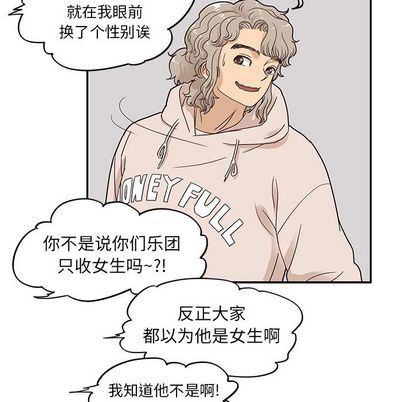 就在我眼前
换了个性别诶
HONEY FULL
你不是说你们乐团
只收女生吗~?!
反正大家
都以为他是女生啊
我知道他不是啊!